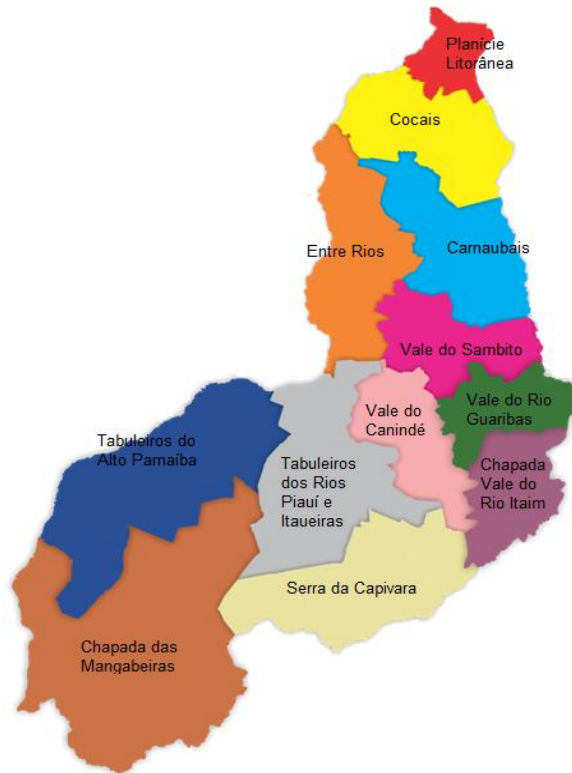 Planície
Litorânea
Cocais
Entre Rios
Carnaubais
Vale do Sambito
Vale do Rio
Guaribas
Vale do
Canindé
Tabuleiros do
Alto Parnaíba
Tabuleiros
dos Rios
Piauí e
Itaueiras
Chapada
Vale do
Rio Itaim
Serra da Capivara
Chapada das
Mangabeiras